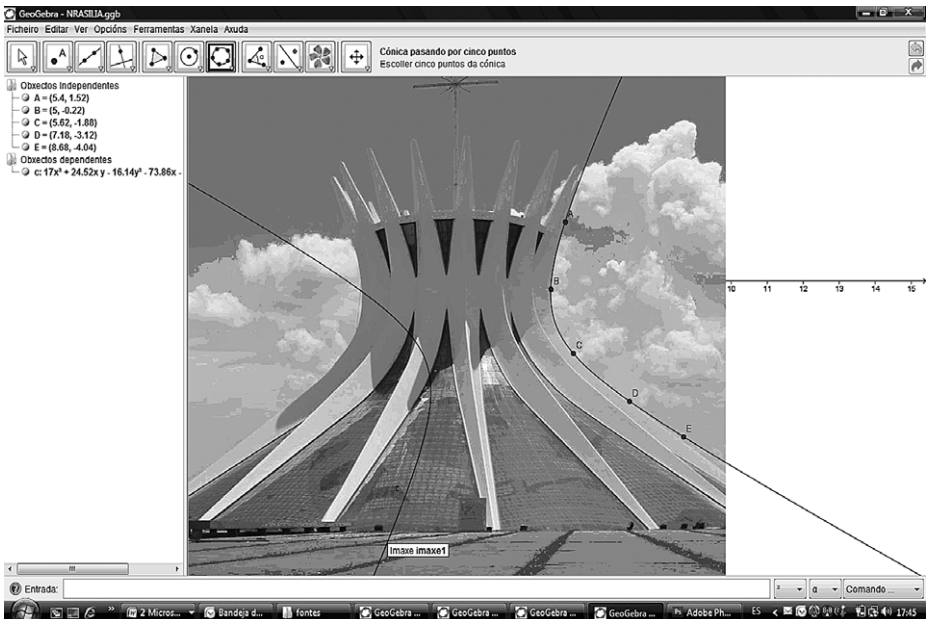 GeoGebra - NRASILIA.ggb
Ficheiro Editar Ver Opcións Ferramentas Xanela Axuda
Cónica pasando por cinco puntos
Escoller cinco puntos da cónica
Obxectos Independentes
A = (5.4, 1.52)
B = (5, -0.22)
C = (5.62, -1.88)
D = (7.18, -3.12)
E = (8.68, -4.04)
Obxectos dependentes
c: 17x² + 24.52x y - 16.14y² - 73.86x -
A
B
C
D
E
10 11 12 13 14 15
Imaxe imaxe1
Entrada:
² α Comando ...
2 Micros... Bandeja d... fontes GeoGebra ... GeoGebra ... GeoGebra ... GeoGebra ... Adobe Ph... ES 17:45